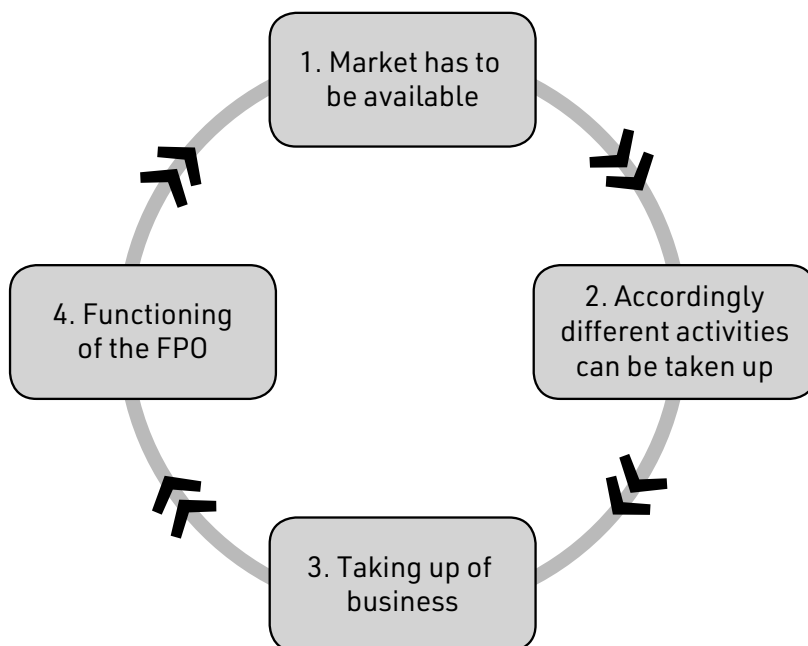 1. Market has to
be available
2. Accordingly
different activities
can be taken up
3. Taking up of
business
4. Functioning
of the FPO